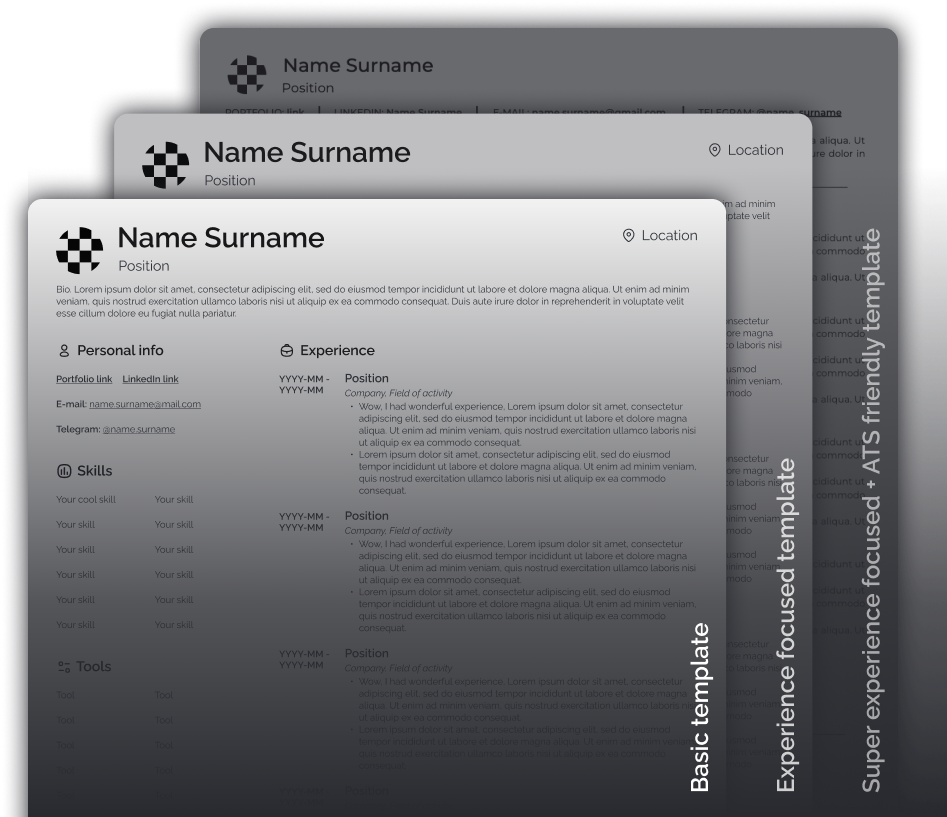 Name Surname
Position
PORTFOLIO: link | LINKEDIN: Name Surname | E-MAIL: name.surname@gmail.com | TELEGRAM: @name_surname
aliqua. Ut
dolor in
Name Surname
Position
Location
ad minim
velit
Name Surname
Position
Location
Bio. Lorem ipsum dolor sit amet, consectetur adipiscing elit, sed do eiusmod tempor incididunt ut labore et dolore magna aliqua. Ut enim ad minim
veniam, quis nostrud exercitation ullamco laboris nisi ut aliquip ex ea commodo consequat. Duis aute irure dolor in reprehenderit in voluptate velit
esse cillum dolore eu fugiat nulla pariatur.
Personal info
Portfolio link LinkedIn link
E-mail: name.surname@mail.com
Telegram: @name.surname
Skills
Your cool skill Your skill
Your skill Your skill
Your skill Your skill
Your skill Your skill
Your skill Your skill
Your skill Your skill
Tools
Tool Tool
Tool Tool
Tool Tool
Tool Tool
Experience
YYYY-MM -
YYYY-MM
Position
Company, Field of activity
• Wow, I had wonderful experience, Lorem ipsum dolor sit amet, consectetur
adipiscing elit, sed do eiusmod tempor incididunt ut labore et dolore magna
aliqua. Ut enim ad minim veniam, quis nostrud exercitation ullamco laboris nisi
ut aliquip ex ea commodo consequat.
• Lorem ipsum dolor sit amet, consectetur adipiscing elit, sed do eiusmod
tempor incididunt ut labore et dolore magna aliqua. Ut enim ad minim veniam,
quis nostrud exercitation ullamco laboris nisi ut aliquip ex ea commodo
consequat.
YYYY-MM -
YYYY-MM
Position
Company, Field of activity
• Wow, I had wonderful experience, Lorem ipsum dolor sit amet, consectetur
adipiscing elit, sed do eiusmod tempor incididunt ut labore et dolore magna
aliqua. Ut enim ad minim veniam, quis nostrud exercitation ullamco laboris nisi
ut aliquip ex ea commodo consequat.
• Lorem ipsum dolor sit amet, consectetur adipiscing elit, sed do eiusmod
tempor incididunt ut labore et dolore magna aliqua. Ut enim ad minim veniam,
quis nostrud exercitation ullamco laboris nisi ut aliquip ex ea commodo
consequat.
YYYY-MM -
YYYY-MM
Position
Company, Field of activity
• Wow, I had wonderful experience, Lorem ipsum dolor sit amet, consectetur
adipiscing elit, sed do eiusmod tempor incididunt ut labore et dolore magna
aliqua. Ut enim ad minim veniam, quis nostrud exercitation ullamco laboris nisi
ut aliquip ex ea commodo consequat.
• Lorem ipsum dolor sit amet, consectetur adipiscing elit, sed do eiusmod
tempor incididunt ut labore et dolore magna aliqua. Ut enim ad minim veniam,
quis nostrud exercitation ullamco laboris nisi ut aliquip ex ea commodo
consequat.
Position
Basic template
Experience focused template
Super experience focused + ATS friendly template